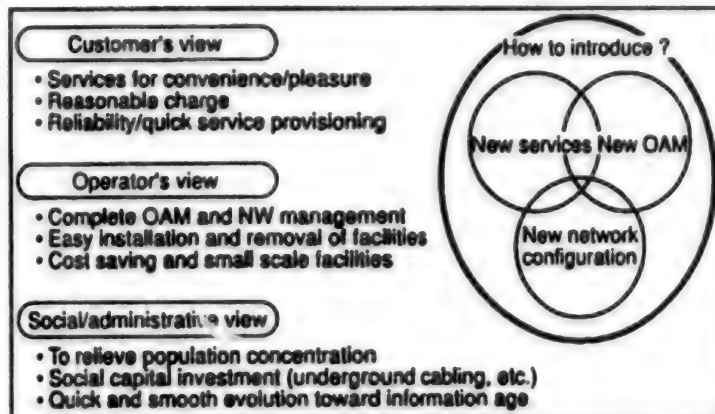 Customer's view
• Services for convenience/pleasure
• Reasonable charge
• Reliability/quick service provisioning
Operator's view
• Complete OAM and NW management
• Easy installation and removal of facilities
• Cost saving and small scale facilities
Social/administrative view
• To relieve population concentration
• Social capital investment (underground cabling, etc.)
• Quick and smooth evolution toward information age
How to introduce ?
New services New OAM
New network
configuration